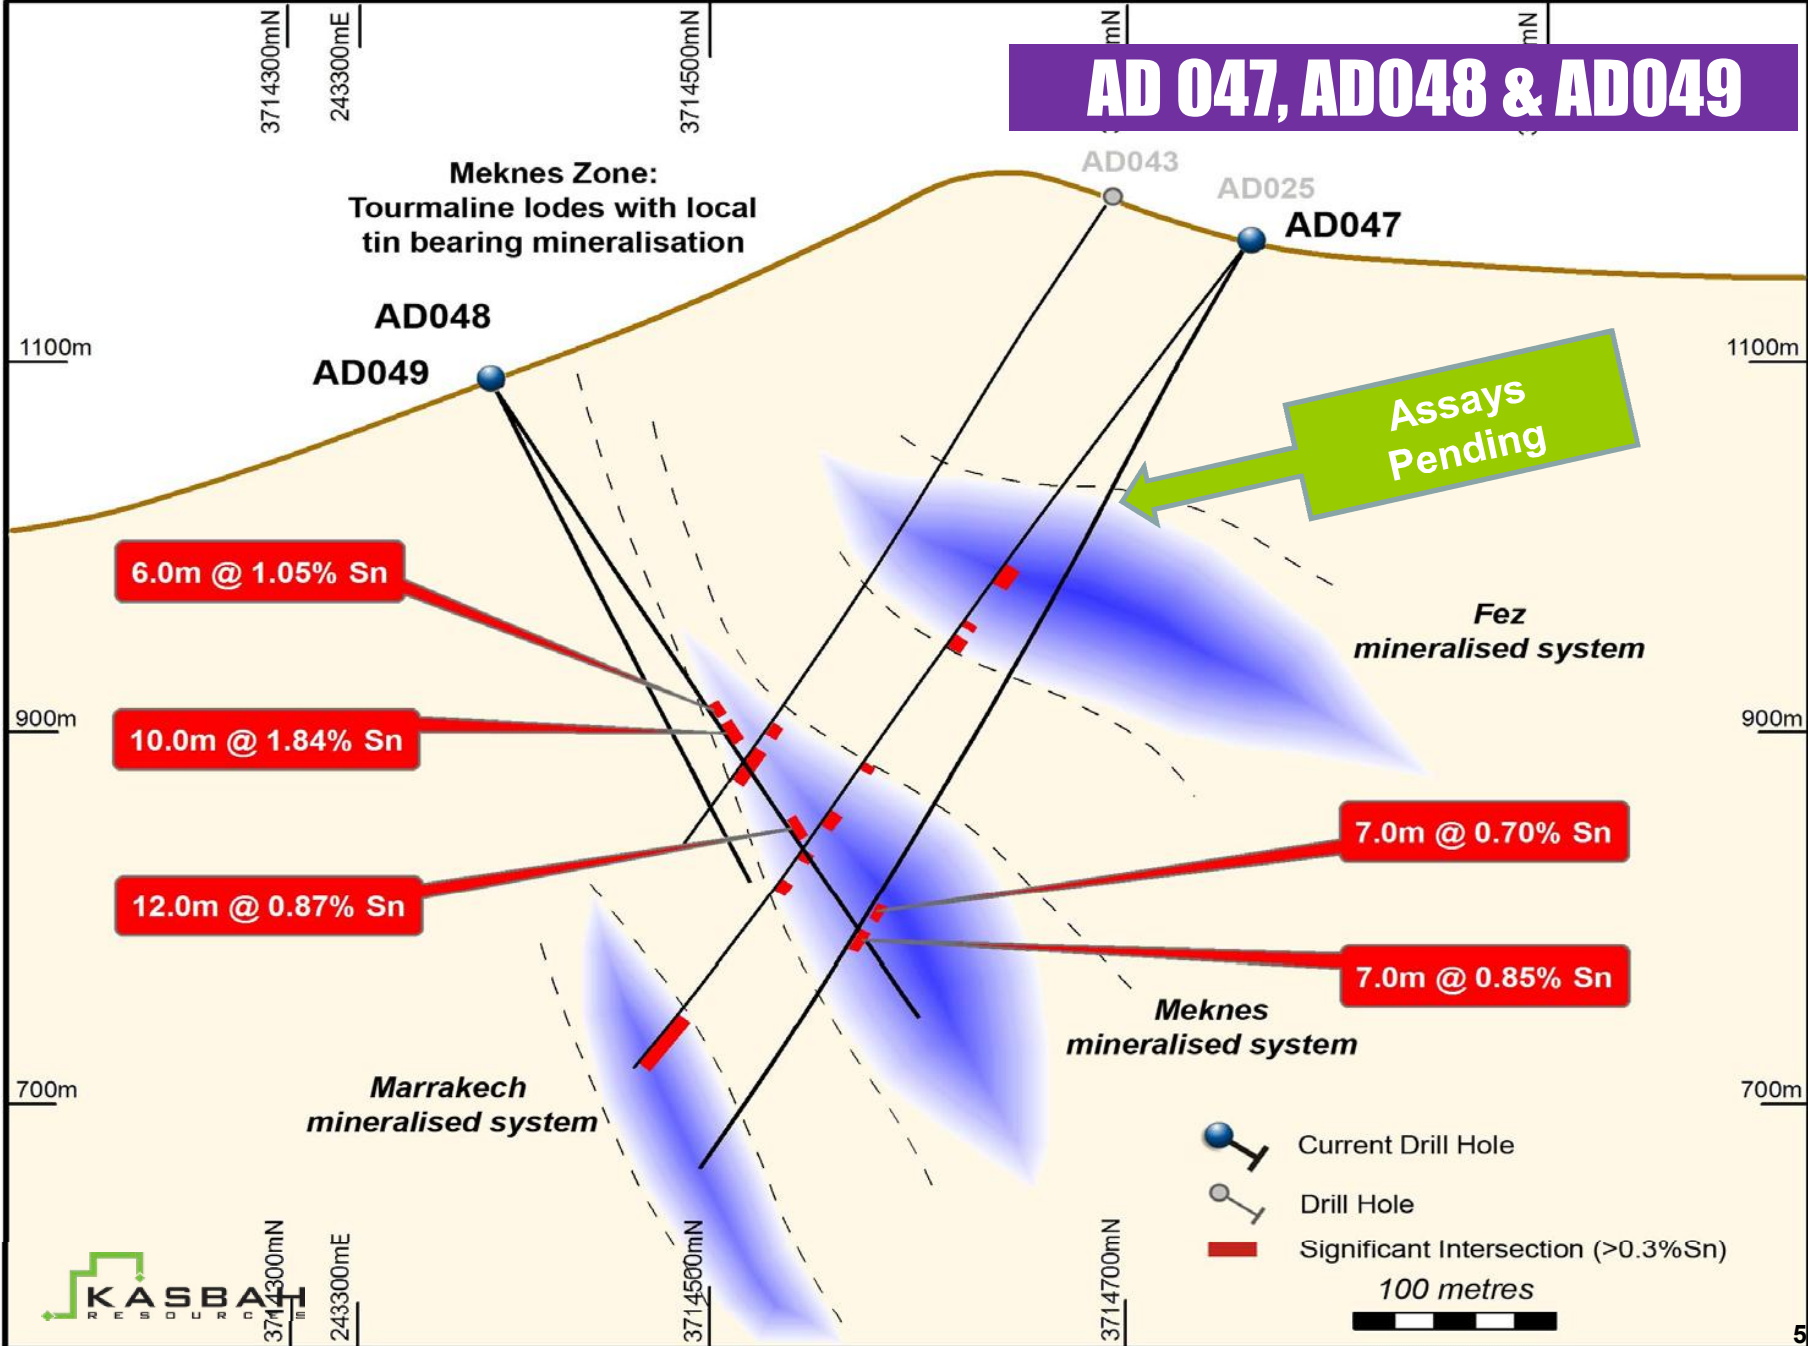 3714300mN
243300mE
3714500mN
mN
mN
AD 047, AD048 & AD049
AD043
AD025
AD047
Meknes Zone:
Tourmaline lodes with local
tin bearing mineralisation
AD048
AD049
1100m
1100m
Assays
Pending
6.0m @ 1.05% Sn
Fez
mineralised system
900m
900m
10.0m @ 1.84% Sn
7.0m @ 0.70% Sn
12.0m @ 0.87% Sn
7.0m @ 0.85% Sn
Meknes
mineralised system
700m
700m
Marrakech
mineralised system
Current Drill Hole
Drill Hole
Significant Intersection (>0.3%Sn)
100 metres
3714300mN
243300mE
3714500mN
3714700mN
KASBAH
RESOURCES
5